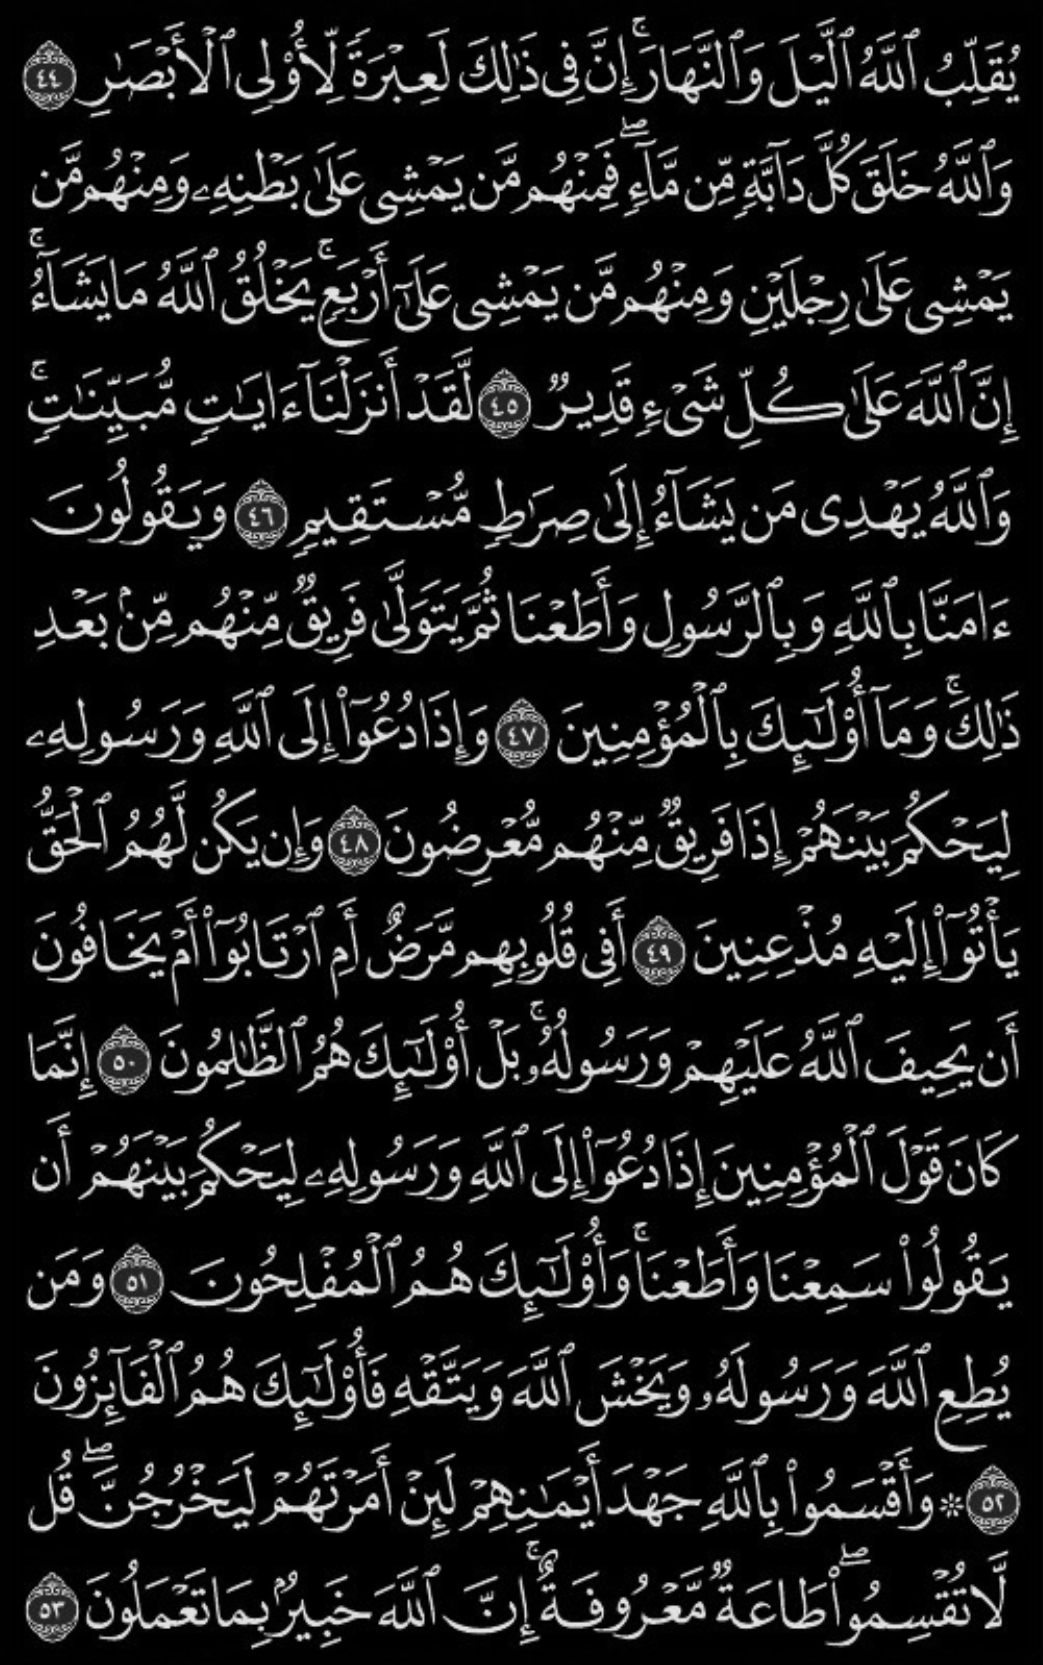 يُقَلِّبُ ٱللَّهُ ٱلَّيۡلَ وَٱلنَّهَارَۚ إِنَّ فِي ذَٰلِكَ لَعِبۡرَةٗ لِّأُوْلِي ٱلۡأَبۡصَٰرِ ٤٤
وَٱللَّهُ خَلَقَ كُلَّ دَآبَّةٖ مِّن مَّآءٖۖ فَمِنۡهُم مَّن يَمۡشِي عَلَىٰ بَطۡنِهِۦ وَمِنۡهُم مَّن
يَمۡشِي عَلَىٰ رِجۡلَيۡنِ وَمِنۡهُم مَّن يَمۡشِي عَلَىٰٓ أَرۡبَعٖۚ يَخۡلُقُ ٱللَّهُ مَا يَشَآءُۚ
إِنَّ ٱللَّهَ عَلَىٰ كُلِّ شَيۡءٖ قَدِيرٞ ٤٥ لَّقَدۡ أَنزَلۡنَآ ءَايَٰتٖ مُّبَيِّنَٰتٖۚ
وَٱللَّهُ يَهۡدِي مَن يَشَآءُ إِلَىٰ صِرَٰطٖ مُّسۡتَقِيمٖ ٤٦ وَيَقُولُونَ
ءَامَنَّا بِٱللَّهِ وَبِٱلرَّسُولِ وَأَطَعۡنَا ثُمَّ يَتَوَلَّىٰ فَرِيقٞ مِّنۡهُم مِّنۢ بَعۡدِ
ذَٰلِكَۚ وَمَآ أُوْلَٰٓئِكَ بِٱلۡمُؤۡمِنِينَ ٤٧ وَإِذَا دُعُوٓاْ إِلَى ٱللَّهِ وَرَسُولِهِۦ
لِيَحۡكُمَ بَيۡنَهُمۡ إِذَا فَرِيقٞ مِّنۡهُم مُّعۡرِضُونَ ٤٨ وَإِن يَكُن لَّهُمُ ٱلۡحَقُّ
يَأۡتُوٓاْ إِلَيۡهِ مُذۡعِنِينَ ٤٩ أَفِي قُلُوبِهِم مَّرَضٌ أَمِ ٱرۡتَابُوٓاْ أَمۡ يَخَافُونَ
أَن يَحِيفَ ٱللَّهُ عَلَيۡهِمۡ وَرَسُولُهُۥۚ بَلۡ أُوْلَٰٓئِكَ هُمُ ٱلظَّٰلِمُونَ ٥٠ إِنَّمَا
كَانَ قَوۡلَ ٱلۡمُؤۡمِنِينَ إِذَا دُعُوٓاْ إِلَى ٱللَّهِ وَرَسُولِهِۦ لِيَحۡكُمَ بَيۡنَهُمۡ أَن
يَقُولُواْ سَمِعۡنَا وَأَطَعۡنَاۚ وَأُوْلَٰٓئِكَ هُمُ ٱلۡمُفۡلِحُونَ ٥١ وَمَن
يُطِعِ ٱللَّهَ وَرَسُولَهُۥ وَيَخۡشَ ٱللَّهَ وَيَتَّقۡهِ فَأُوْلَٰٓئِكَ هُمُ ٱلۡفَآئِزُونَ
٥٢ ۞وَأَقۡسَمُواْ بِٱللَّهِ جَهۡدَ أَيۡمَٰنِهِمۡ لَئِنۡ أَمَرۡتَهُمۡ لَيَخۡرُجُنَّۖ قُل
لَّا تُقۡسِمُواْۖ طَاعَةٞ مَّعۡرُوفَةٌۚ إِنَّ ٱللَّهَ خَبِيرُۢ بِمَا تَعۡمَلُونَ ٥٣